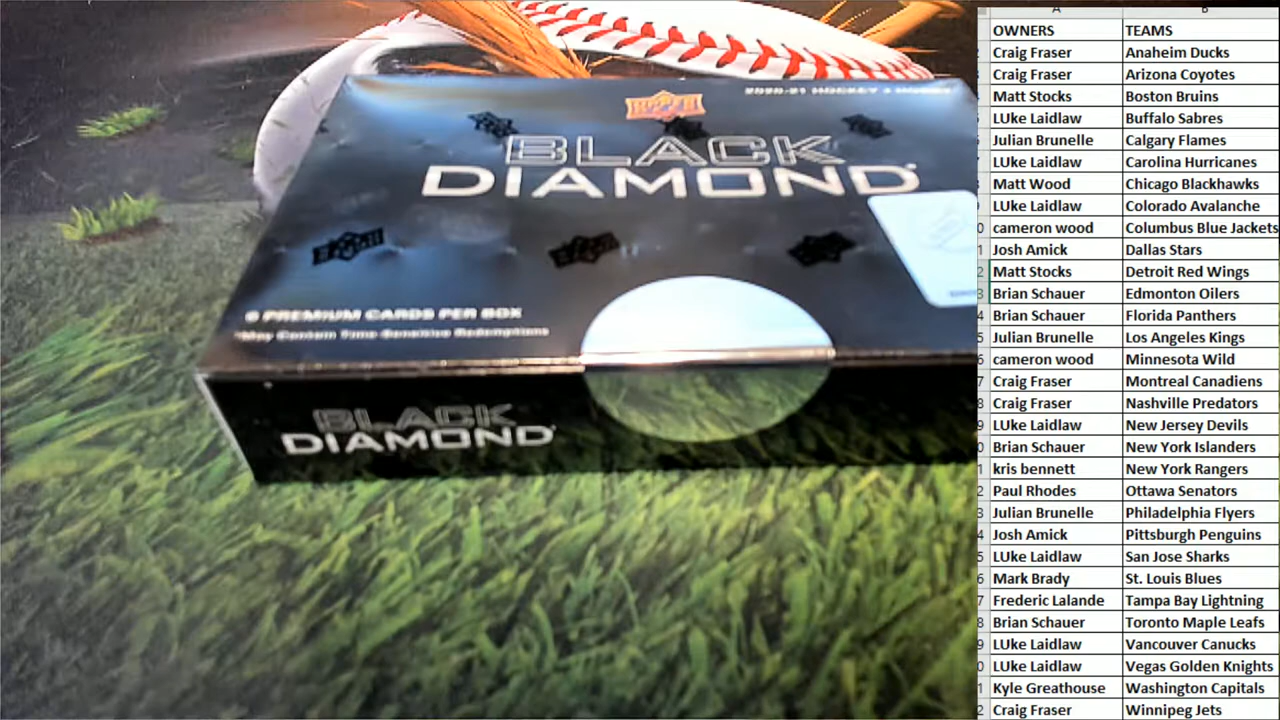 UPPER DECK
BLACK
DIAMOND
6 PREMIUM CARDS PER BOX
*May Contain Time Sensitive Redemptions
BLACK
DIAMOND
A B
OWNERS TEAMS
Craig Fraser Anaheim Ducks
Craig Fraser Arizona Coyotes
Matt Stocks Boston Bruins
LUke Laidlaw Buffalo Sabres
Julian Brunelle Calgary Flames
LUke Laidlaw Carolina Hurricanes
Matt Wood Chicago Blackhawks
LUke Laidlaw Colorado Avalanche
cameron wood Columbus Blue Jackets
Josh Amick Dallas Stars
Matt Stocks Detroit Red Wings
Brian Schauer Edmonton Oilers
Brian Schauer Florida Panthers
Julian Brunelle Los Angeles Kings
cameron wood Minnesota Wild
Craig Fraser Montreal Canadiens
Craig Fraser Nashville Predators
LUke Laidlaw New Jersey Devils
Brian Schauer New York Islanders
kris bennett New York Rangers
Paul Rhodes Ottawa Senators
Julian Brunelle Philadelphia Flyers
Josh Amick Pittsburgh Penguins
LUke Laidlaw San Jose Sharks
Mark Brady St. Louis Blues
Frederic Lalande Tampa Bay Lightning
Brian Schauer Toronto Maple Leafs
LUke Laidlaw Vancouver Canucks
LUke Laidlaw Vegas Golden Knights
Kyle Greathouse Washington Capitals
Craig Fraser Winnipeg Jets